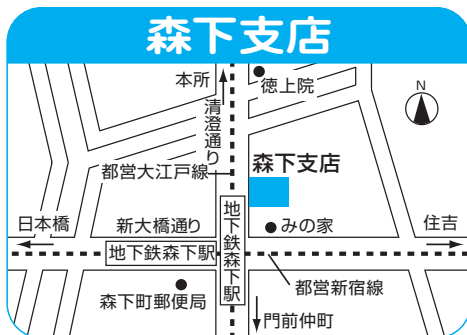 森下支店
本所
徳上院
N
清澄通り
都営大江戸線
森下支店
日本橋
新大橋通り
地下鉄森下駅
みの家
住吉
地下鉄森下駅
都営新宿線
森下町郵便局
門前仲町